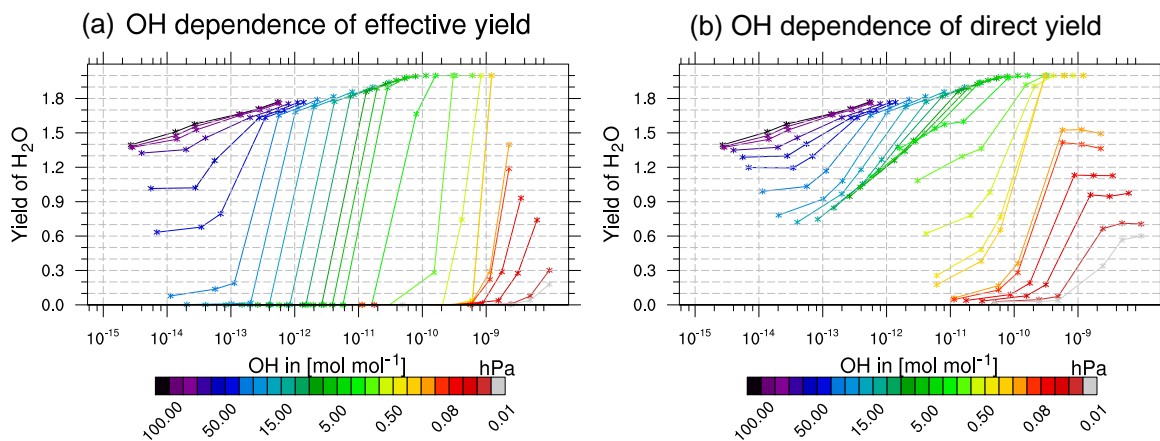 (a) OH dependence of effective yield
Yield of H2O
1.8
1.5
1.2
0.9
0.6
0.3
0.0
10-15 10-14 10-13 10-12 10-11 10-10 10-9
OH in [mol mol-1]
hPa
100.00 50.00 15.00 5.00 0.50 0.08 0.01
(b) OH dependence of direct yield
Yield of H2O
1.8
1.5
1.2
0.9
0.6
0.3
0.0
10-15 10-14 10-13 10-12 10-11 10-10 10-9
OH in [mol mol-1]
hPa
100.00 50.00 15.00 5.00 0.50 0.08 0.01